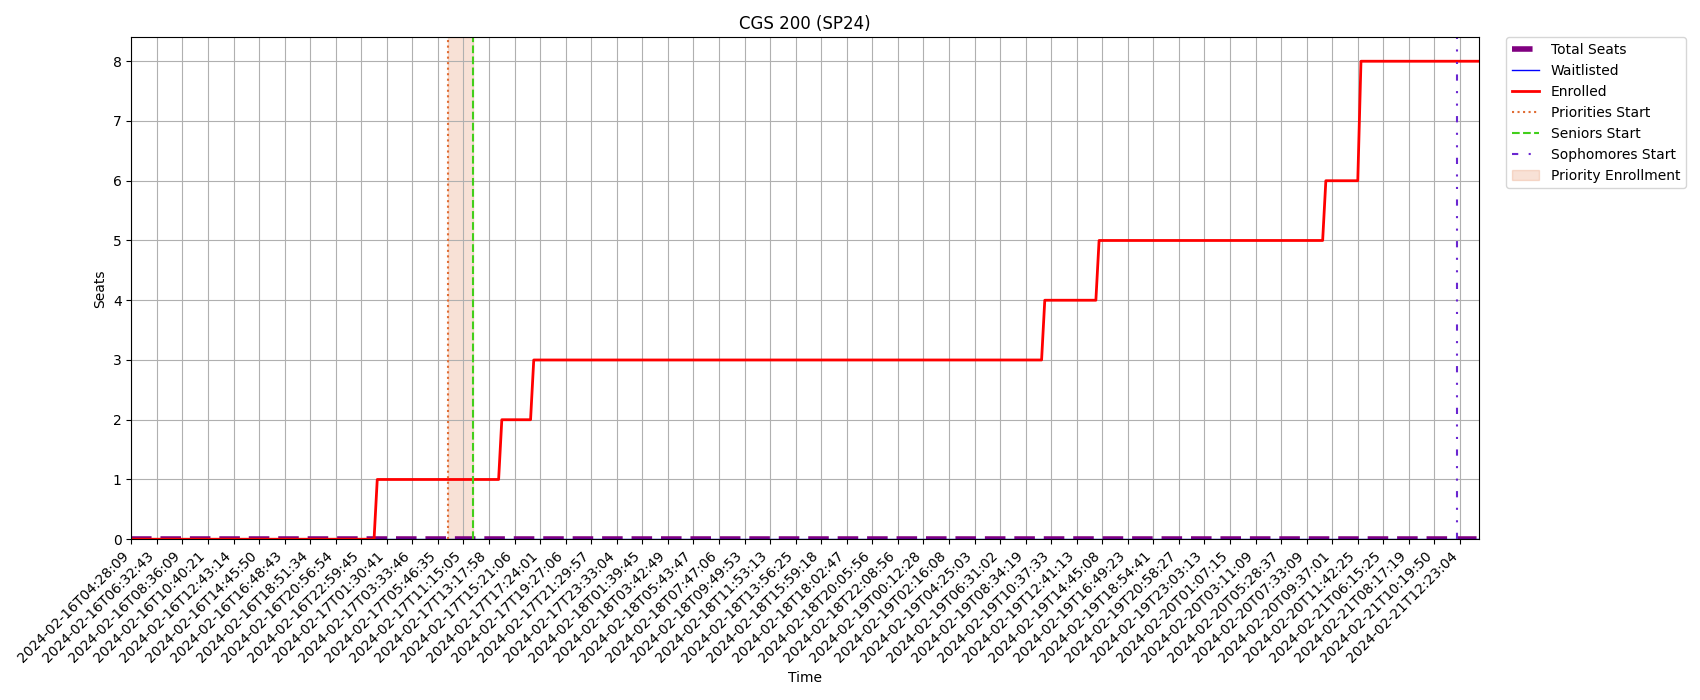 CGS 200 (SP24)
8
7
6
5
4
3
2
1
0
Seats
2024-02-16T04:28:09
2024-02-16T06:32:43
2024-02-16T08:36:09
2024-02-16T10:40:21
2024-02-16T12:43:14
2024-02-16T14:45:50
2024-02-16T16:48:43
2024-02-16T18:51:34
2024-02-16T20:56:54
2024-02-16T22:59:45
2024-02-17T01:30:41
2024-02-17T03:33:46
2024-02-17T05:46:35
2024-02-17T11:15:05
2024-02-17T13:17:58
2024-02-17T15:21:06
2024-02-17T17:24:01
2024-02-17T19:27:06
2024-02-17T21:29:57
2024-02-17T23:33:04
2024-02-18T01:39:45
2024-02-18T03:42:49
2024-02-18T05:43:47
2024-02-18T07:47:06
2024-02-18T09:49:53
2024-02-18T11:53:13
2024-02-18T13:56:25
2024-02-18T15:59:18
2024-02-18T18:02:47
2024-02-18T20:05:56
2024-02-18T22:08:56
2024-02-19T00:12:28
2024-02-19T02:16:08
2024-02-19T04:25:03
2024-02-19T06:31:02
2024-02-19T08:34:19
2024-02-19T10:37:33
2024-02-19T12:41:13
2024-02-19T14:45:08
2024-02-19T16:49:23
2024-02-19T18:54:41
2024-02-19T20:58:27
2024-02-19T23:03:13
2024-02-20T01:07:15
2024-02-20T03:11:09
2024-02-20T05:28:37
2024-02-20T07:33:09
2024-02-20T09:37:01
2024-02-20T11:42:25
2024-02-21T06:15:25
2024-02-21T08:17:19
2024-02-21T10:19:50
2024-02-21T12:23:04
Time
Total Seats
Waitlisted
Enrolled
Priorities Start
Seniors Start
Sophomores Start
Priority Enrollment